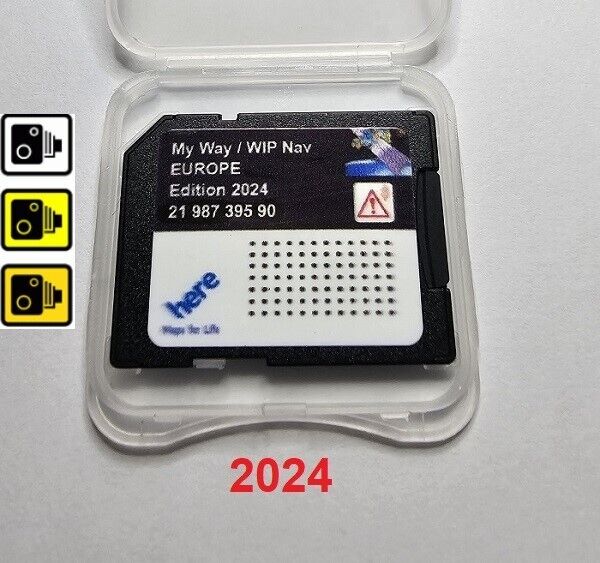 My Way / WIP Nav
EUROPE
Edition 2024
21 987 395 90
here
Maps for Life
2024